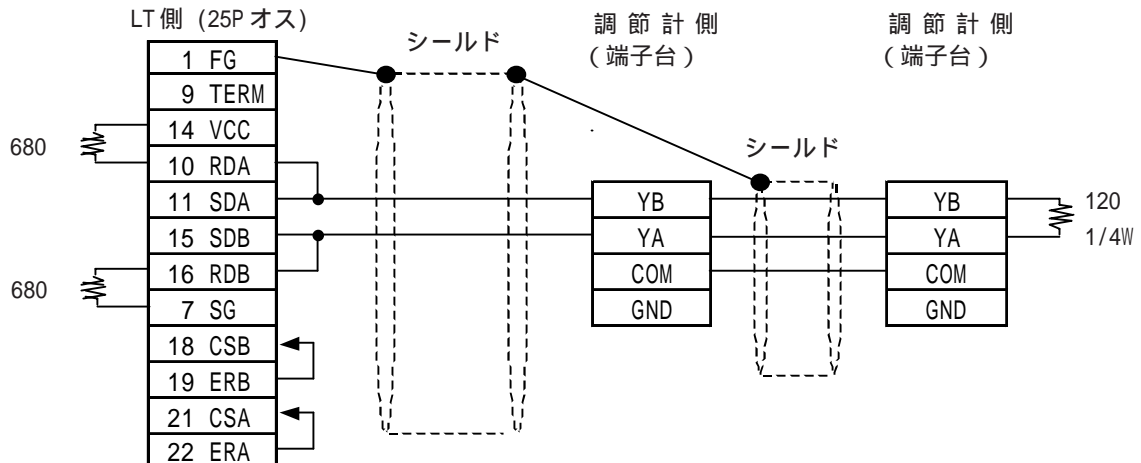 LT側 (25Pオス)
シールド
調節計側
(端子台)
調節計側
(端子台)
1 FG
9 TERM
14 VCC
10 RDA
11 SDA
15 SDB
16 RDB
7 SG
18 CSB
19 ERB
21 CSA
22 ERA
680
680
シールド
YB
YA
COM
GND
YB
YA
COM
GND
120
1/4W